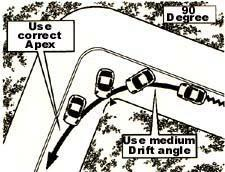 90
Degree
Use
correct
Apex
Use medium
Drift angle